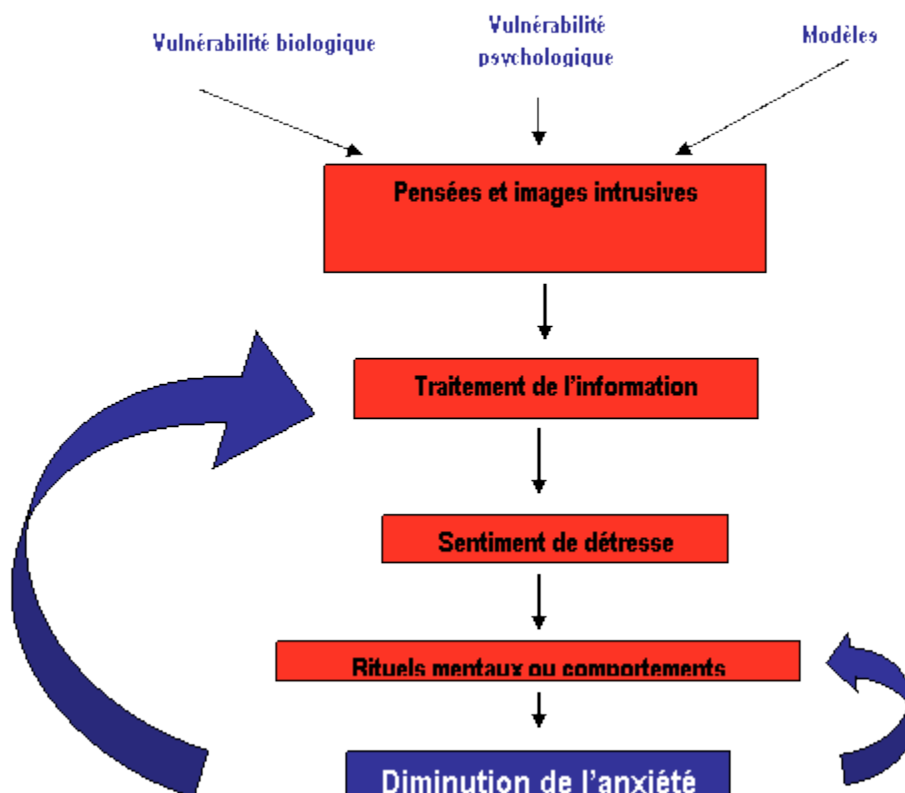 Vulnérabilité biologique
Vulnérabilité
psychologique
Modèles
Pensées et images intrusives
Traitement de l'information
Sentiment de détresse
Rituels mentaux ou comportements
Diminution de l'anxiété